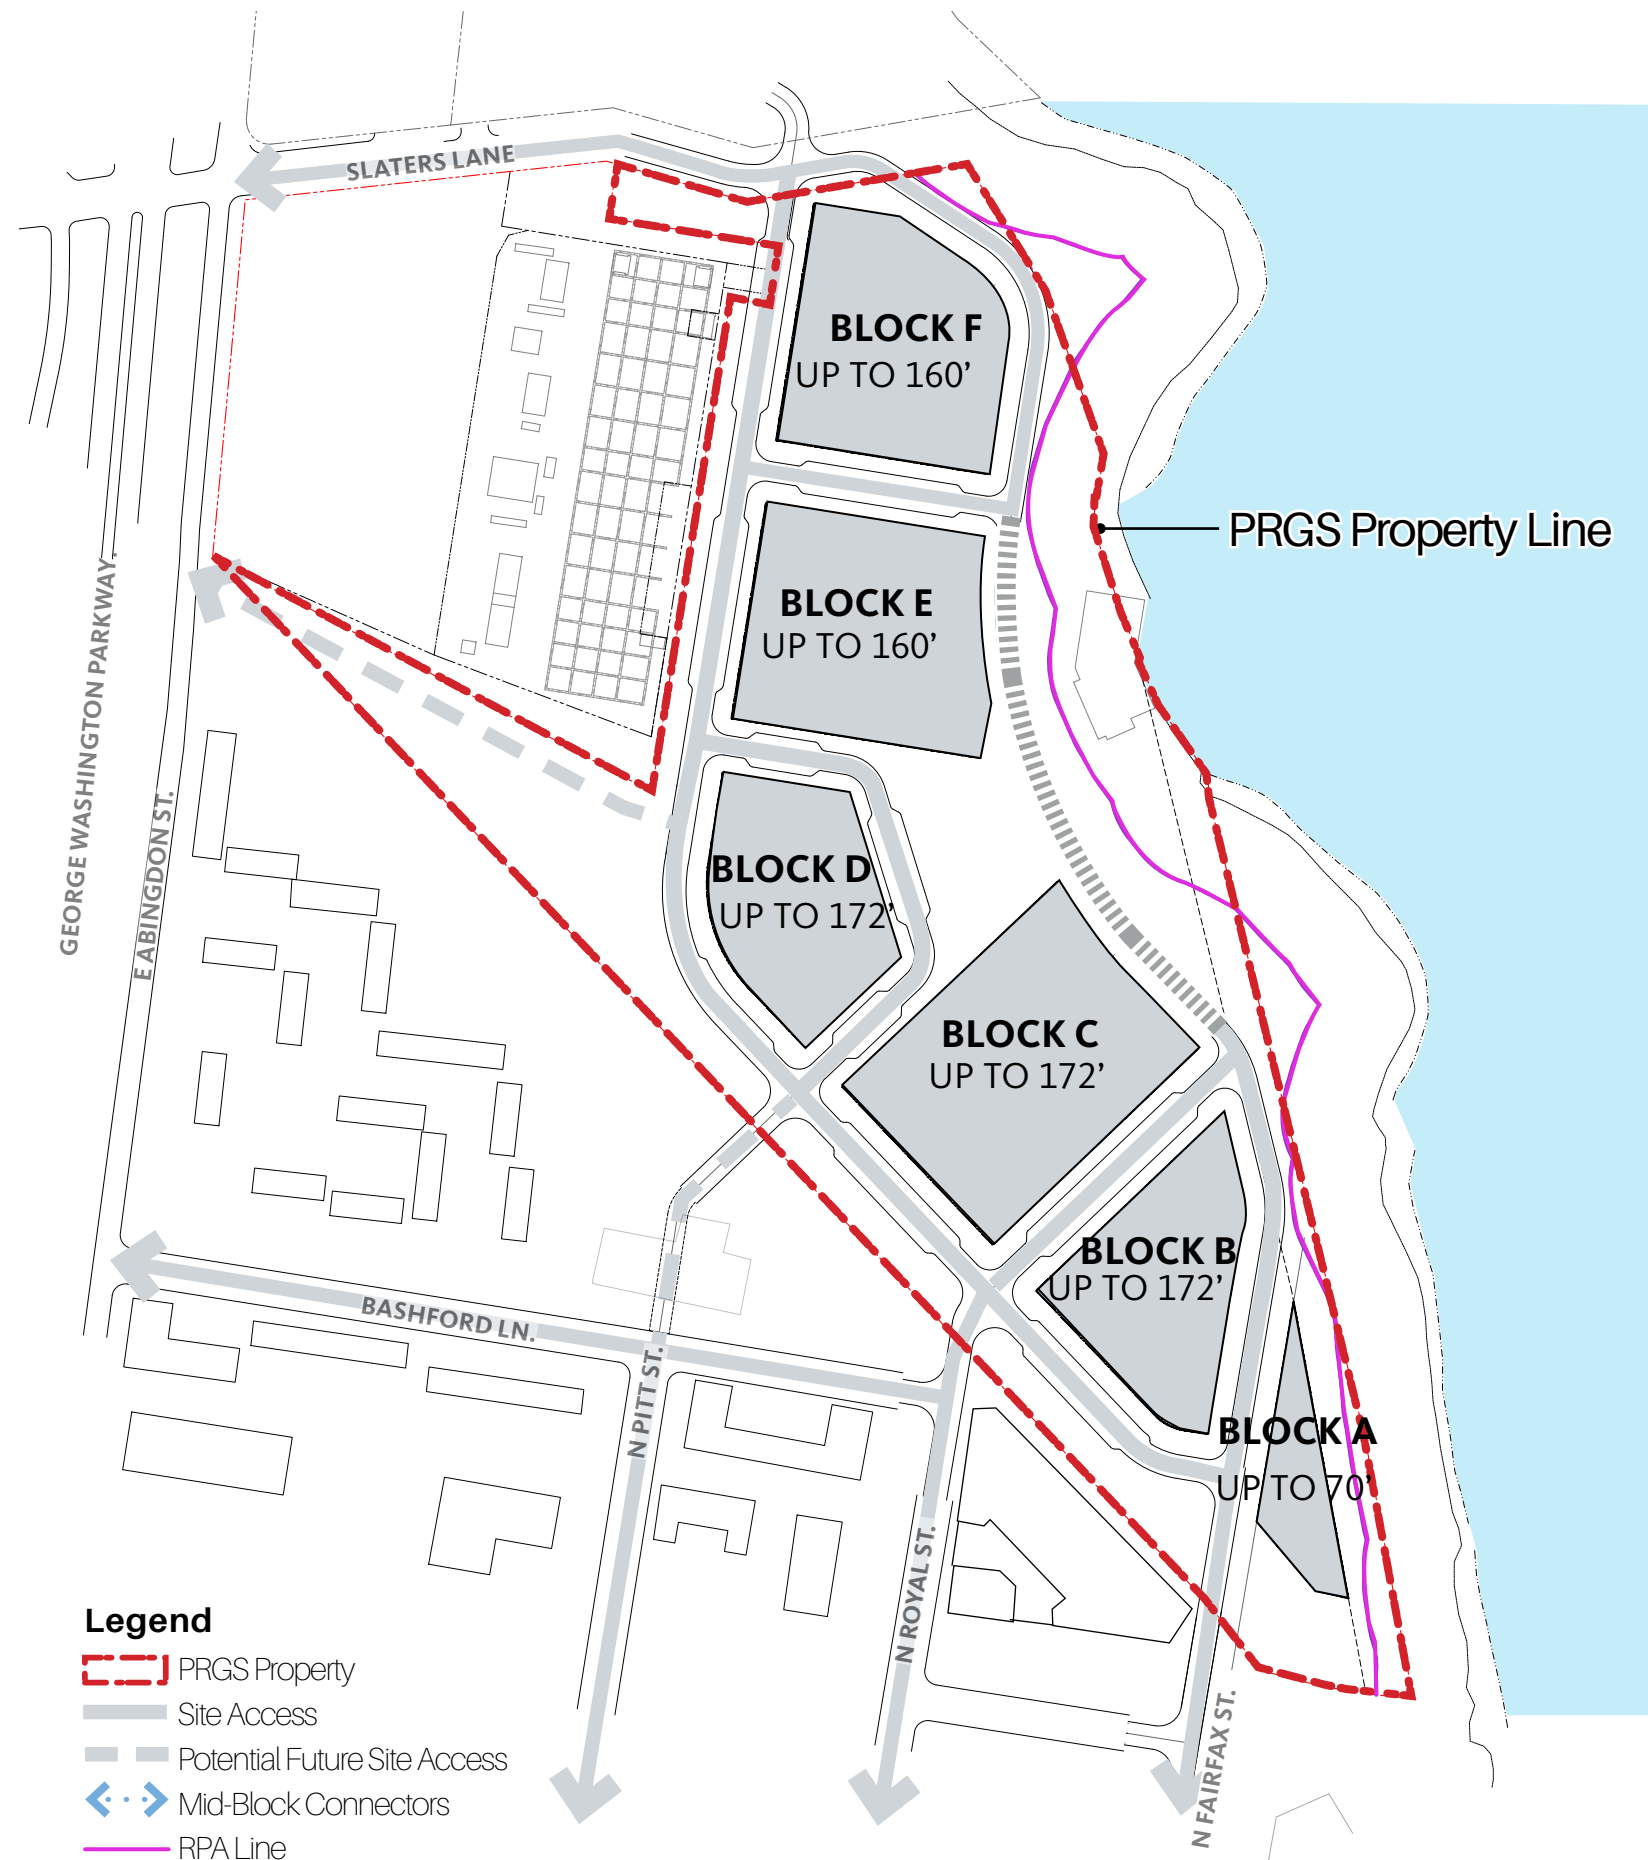 SLATERS LANE
BLOCK F
UP TO 160’
PRGS Property Line
GEORGE WASHINGTON PARKWAY.
E ABINGDON ST.
BLOCK E
UP TO 160’
BLOCK D
UP TO 172’
BLOCK C
UP TO 172’
BLOCK B
UP TO 172’
BASHFORD LN.
N PITT ST.
BLOCK A
UP TO 70’
N ROYAL ST.
N FAIRFAX ST.
Legend
PRGS Property
Site Access
Potential Future Site Access
Mid-Block Connectors
RPA Line